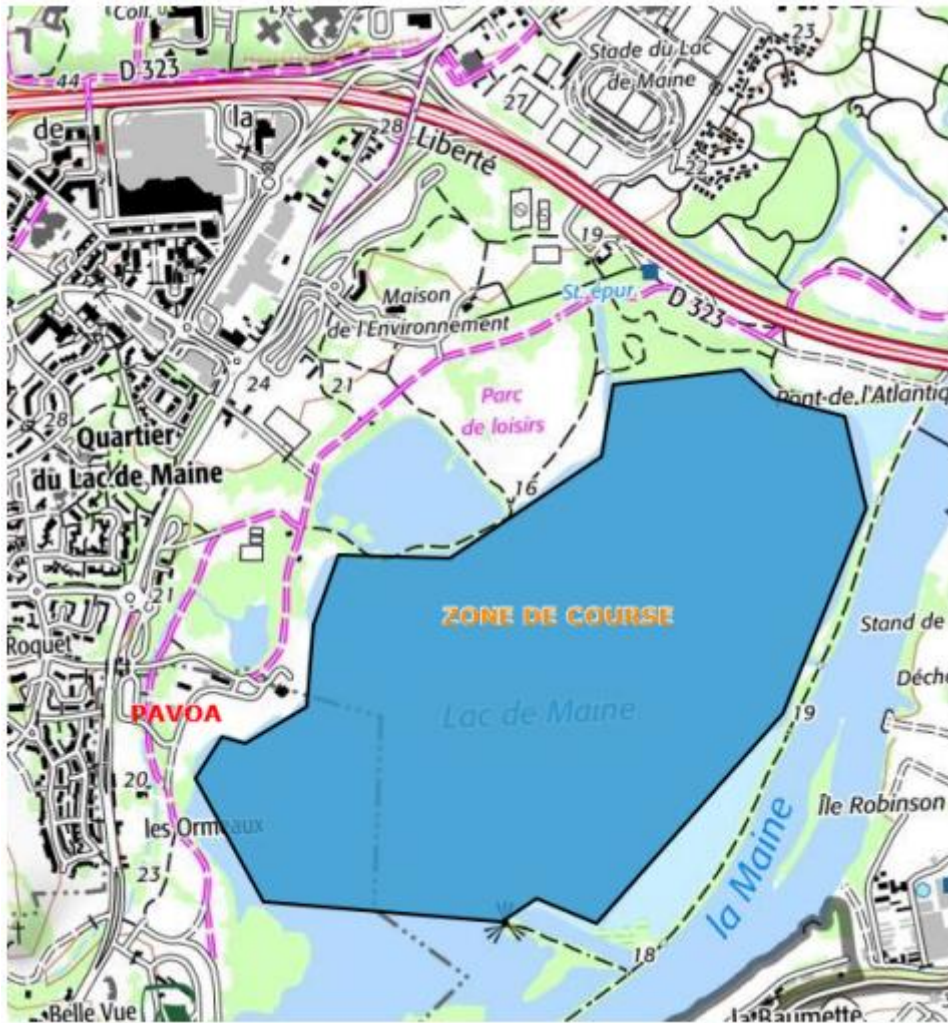 Coll.
Lyc.
D 323
44
de
la
28
Liberté
27
Stade du Lac
de Maine
23
22
19
St. épur.
D 323
Maison
de l'Environnement
24
21
Parc
de loisirs
Pont de l'Atlantiq
28
Quartier
du Lac de Maine
16
21
Roquet
ZONE DE COURSE
Stand de
Déche
PAVOA
Lac de Maine
19
20
les Ormeaux
Île Robinson
la Maine
23
18
Belle Vue
la Baumette